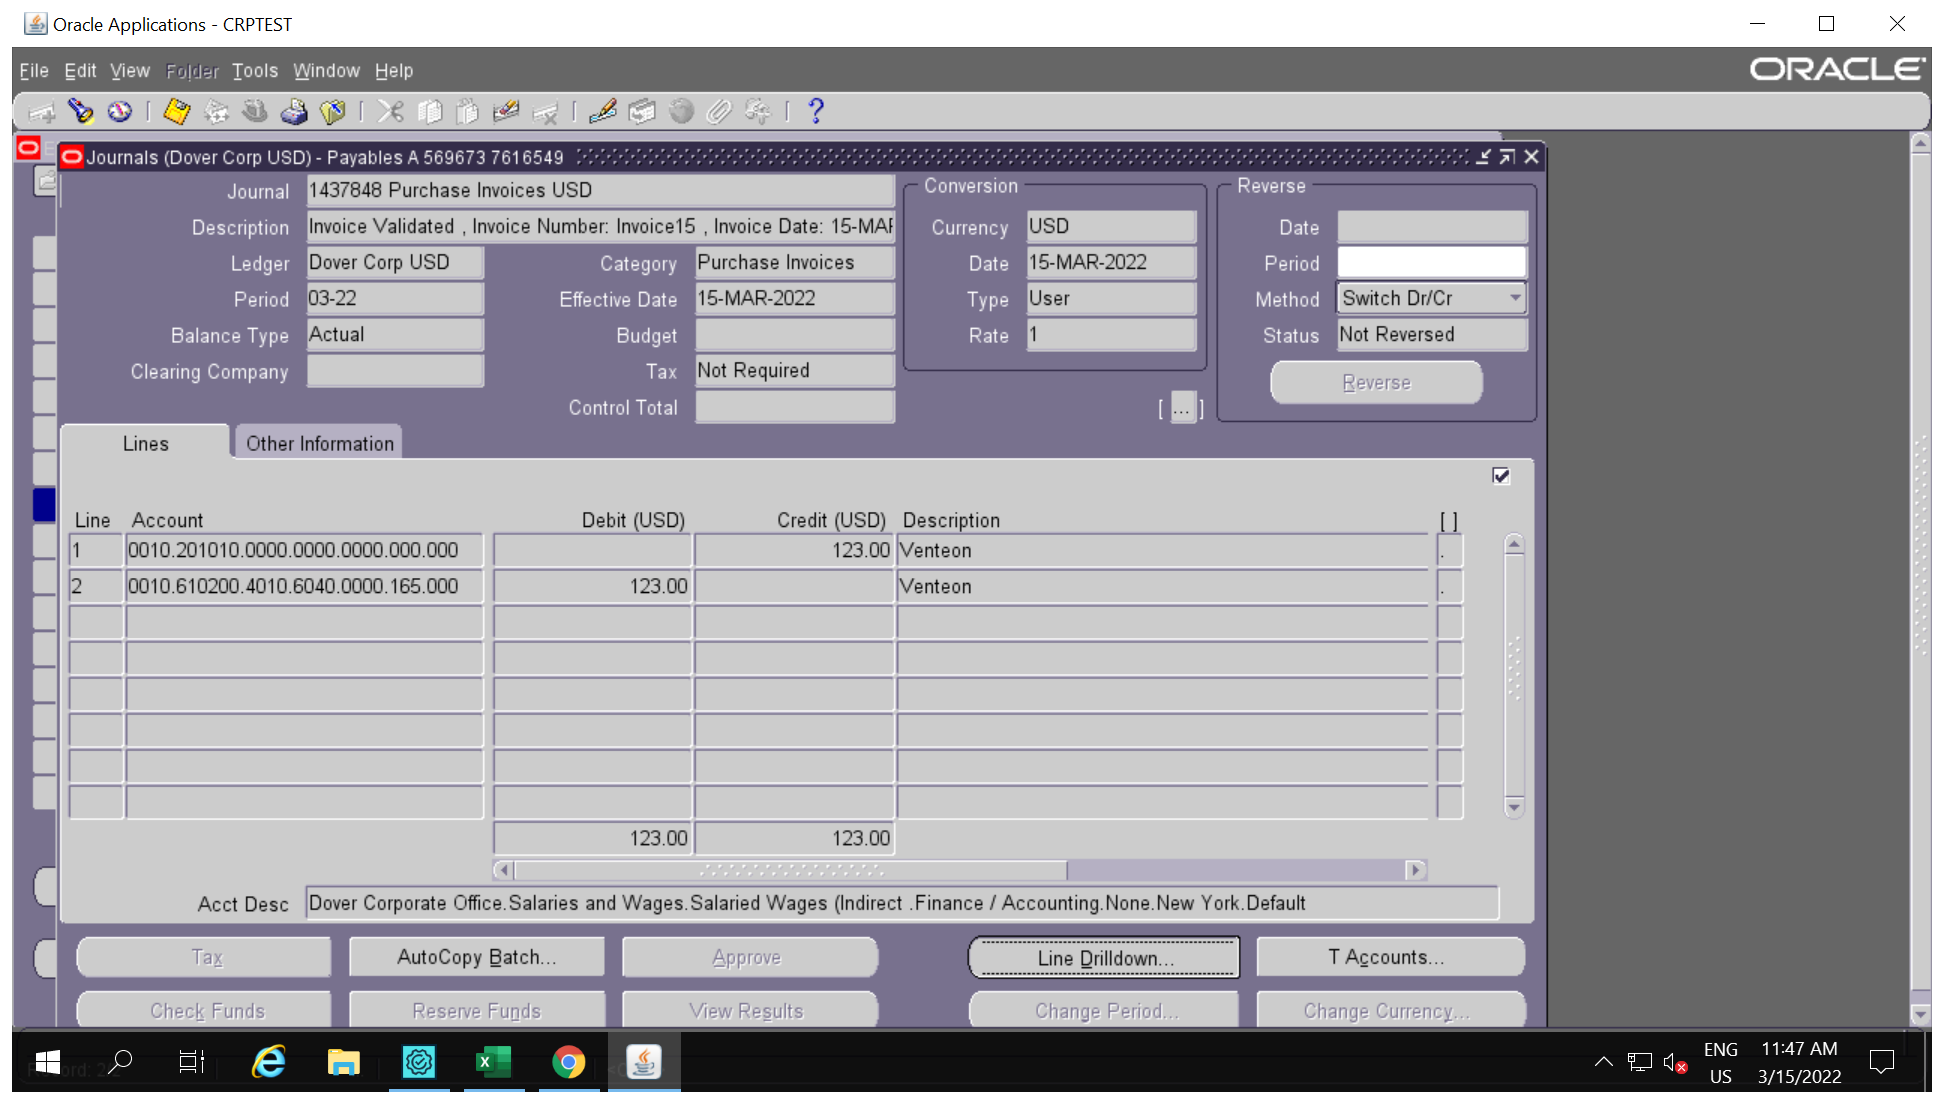 Oracle Applications - CRPTEST
File Edit View Folder Tools Window Help
ORACLE
Journals (Dover Corp USD) - Payables A 569673 7616549
Journal 1437848 Purchase Invoices USD
Description Invoice Validated , Invoice Number: Invoice15 , Invoice Date: 15-MAR
Ledger Dover Corp USD Category Purchase Invoices
Period 03-22 Effective Date 15-MAR-2022
Balance Type Actual Budget
Clearing Company Tax Not Required
Control Total
Conversion
Currency USD
Date 15-MAR-2022
Type User
Rate 1
[ ... ]
Reverse
Date
Period
Method Switch Dr/Cr
Status Not Reversed
Reverse
Lines Other Information
Line Account Debit (USD) Credit (USD) Description [ ]
1 0010.201010.0000.0000.0000.000.000 123.00 Venteon .
2 0010.610200.4010.6040.0000.165.000 123.00 Venteon .
123.00 123.00
Acct Desc Dover Corporate Office.Salaries and Wages.Salaried Wages (Indirect .Finance / Accounting.None.New York.Default
Tax AutoCopy Batch... Approve Line Drilldown... T Accounts...
Check Funds Reserve Funds View Results Change Period... Change Currency...
ENG 11:47 AM
US 3/15/2022